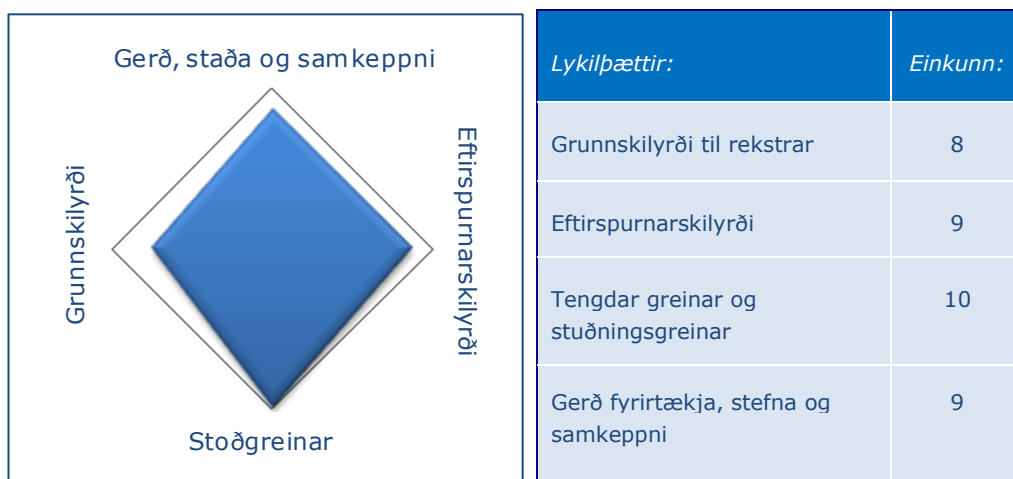 Gerð, staða og samkeppni
Grunnskilyrði
Eftirspurnarskilyrði
Stoðgreinar
Lykilþættir: Einkunn:
Grunnskilyrði til rekstrar 8
Eftirspurnarskilyrði 9
Tengdar greinar og 10
stuðningsgreinar
Gerð fyrirtækja, stefna og 9
samkeppni